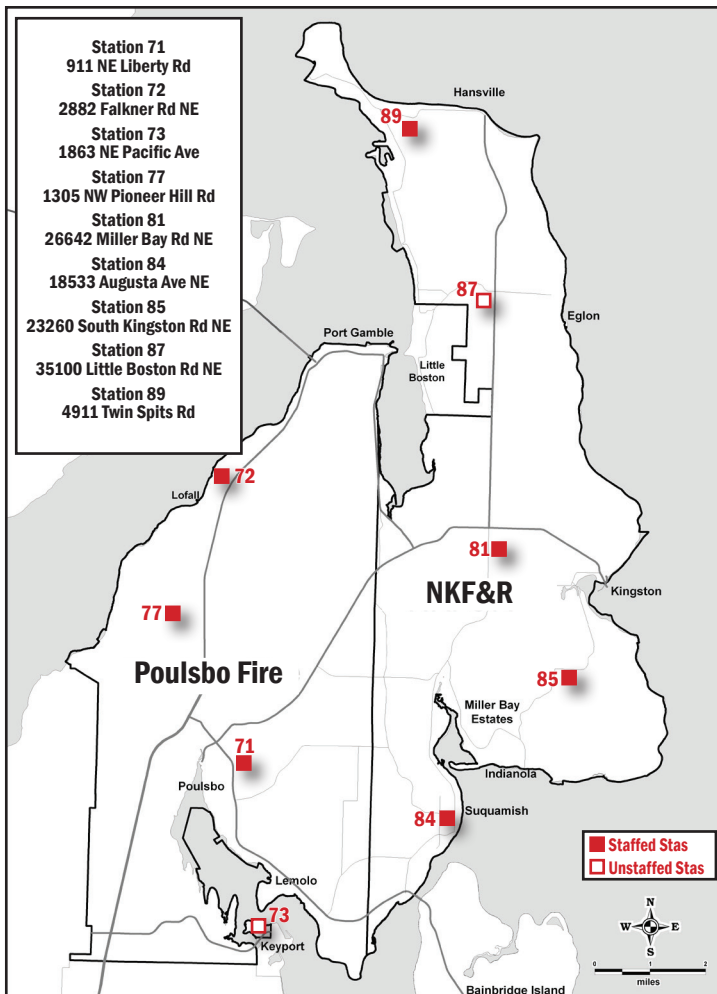 Station 71
911 NE Liberty Rd
Station 72
2882 Falkner Rd NE
Station 73
1863 NE Pacific Ave
Station 77
1305 NW Pioneer Hill Rd
Station 81
26642 Miller Bay Rd NE
Station 84
18533 Augusta Ave NE
Station 85
23260 South Kingston Rd NE
Station 87
35100 Little Boston Rd NE
Station 89
4911 Twin Spits Rd
Hansville
89
87
Eglon
Port Gamble
Little
Boston
72
Lofall
81
Kingston
NKF&R
77
Poulsbo Fire
85
Miller Bay
Estates
71
Indianola
Poulsbo
84
Suquamish
Staffed Stas
Unstaffed Stas
Lemolo
73
Keyport
N
W
E
S
0
1
2
miles
Bainbridge Island